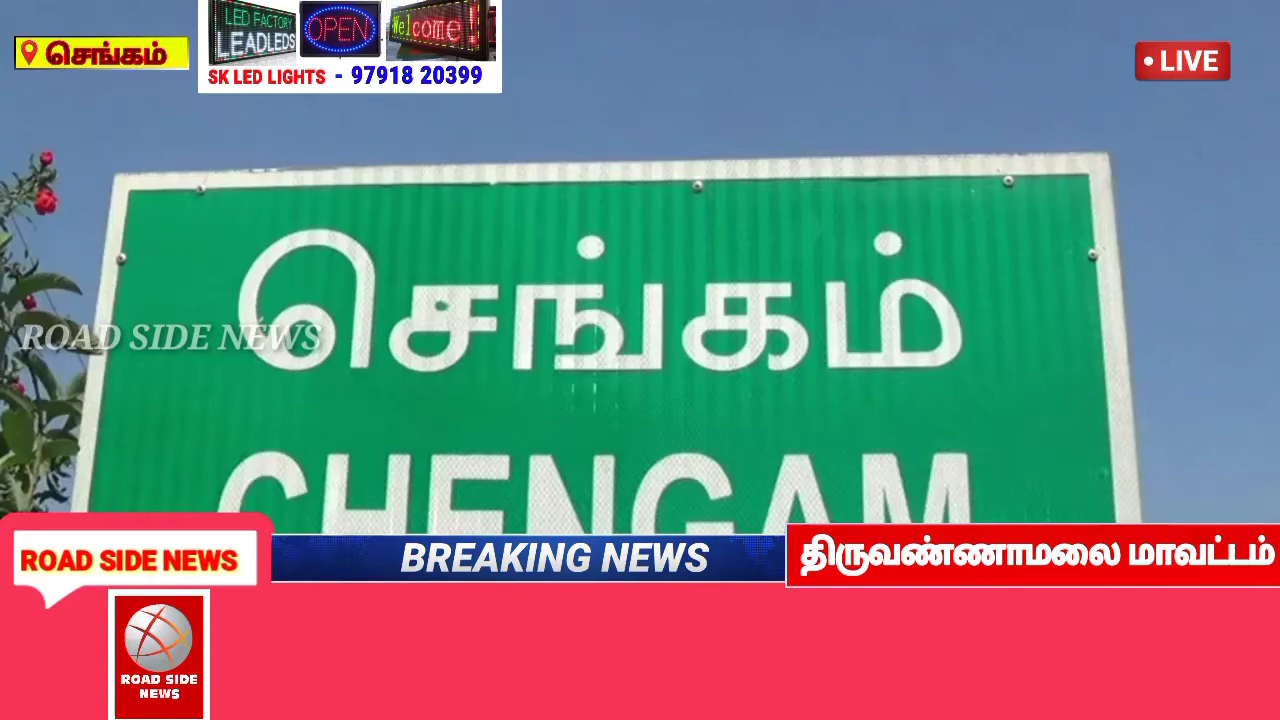 செங்கம்
LED FACTORY
LEADLEDS
OPEN
Welcome!
SK LED LIGHTS - 97918 20399
LIVE
செங்கம்
ROAD SIDE NEWS
CHENGAM
ROAD SIDE NEWS
BREAKING NEWS
திருவண்ணாமலை மாவட்டம்
ROAD SIDE
NEWS